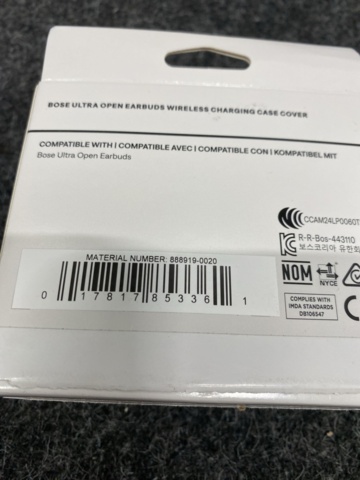 BOSE ULTRA OPEN EARBUDS WIRELESS CHARGING CASE COVER
COMPATIBLE WITH | COMPATIBLE AVEC | COMPATIBLE CON | KOMPATIBEL MIT
Bose Ultra Open Earbuds
CCAM24LP0060T
R-R-Bos-443110
보스코리아 유한회
MATERIAL NUMBER: 888919-0020
0 17817 85336 1
NOM
NYCE
COMPLIES WITH
IMDA STANDARDS
DB106547